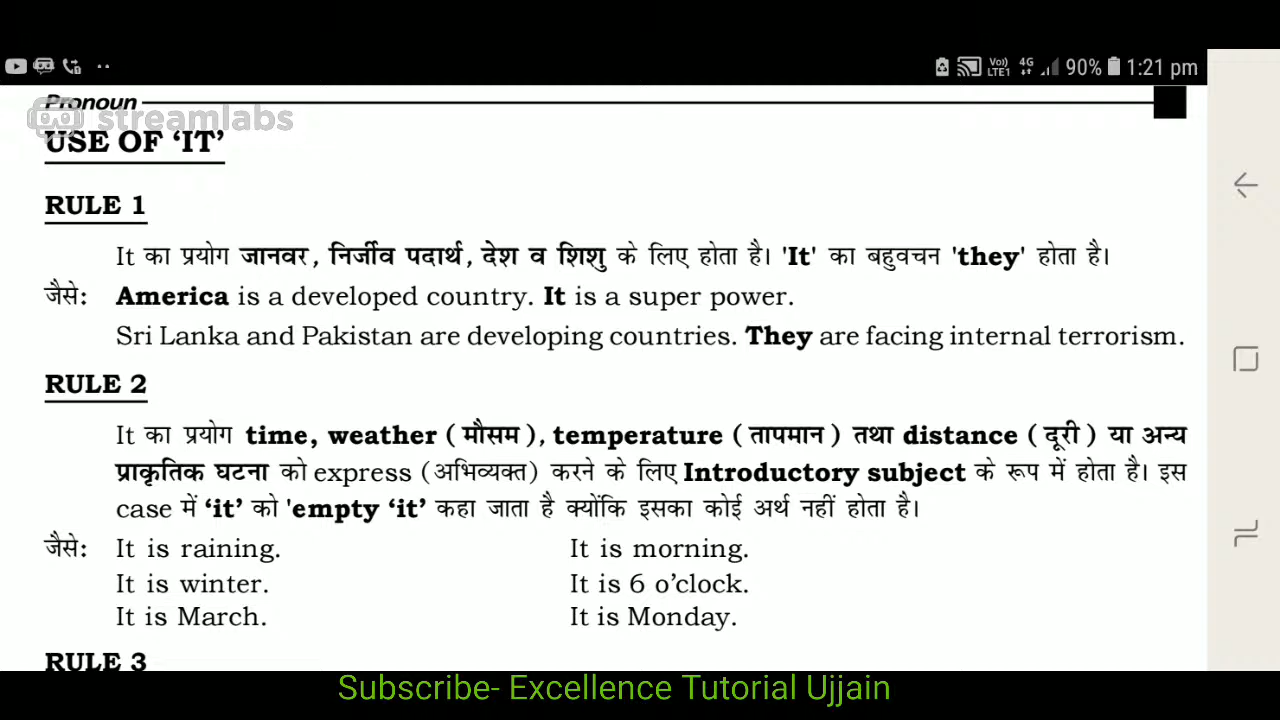 90% 1:21 pm
Pronoun
streamlabs
USE OF ‘IT’
RULE 1
It का प्रयोग जानवर, निर्जीव पदार्थ, देश व शिशु के लिए होता है। 'It' का बहुवचन 'they' होता है।
जैसे: America is a developed country. It is a super power.
Sri Lanka and Pakistan are developing countries. They are facing internal terrorism.
RULE 2
It का प्रयोग time, weather (मौसम), temperature (तापमान) तथा distance (दूरी) या अन्य
प्राकृतिक घटना को express (अभिव्यक्त) करने के लिए Introductory subject के रूप में होता है। इस
case में ‘it’ को 'empty ‘it’ कहा जाता है क्योंकि इसका कोई अर्थ नहीं होता है।
जैसे: It is raining. It is morning.
It is winter. It is 6 o’clock.
It is March. It is Monday.
RULE 3
Subscribe- Excellence Tutorial Ujjain